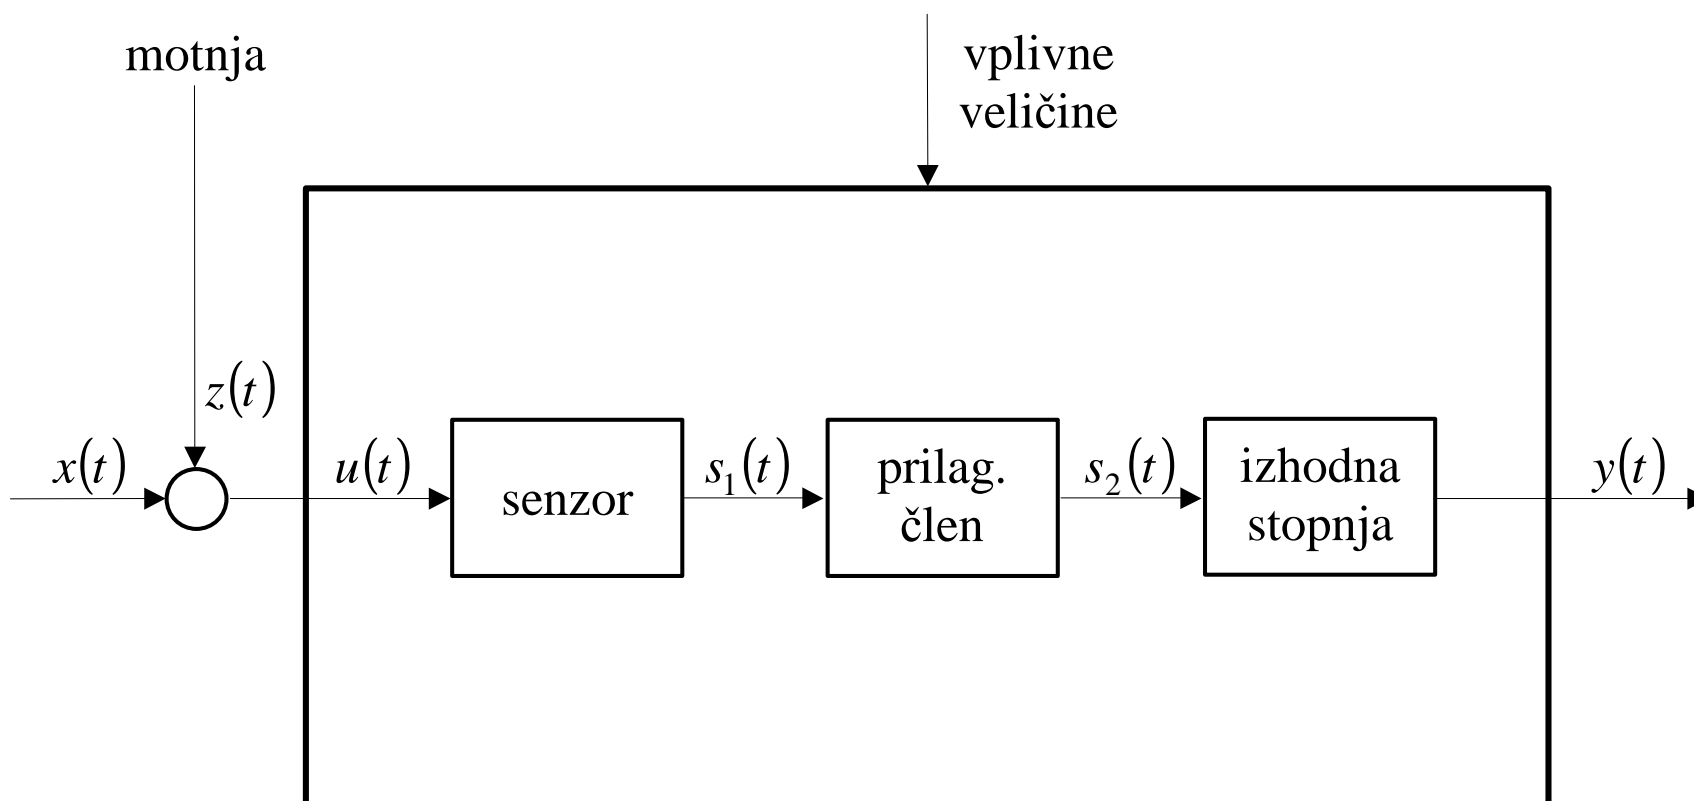 motnja
vplivne
veličine
z(t)
x(t)
u(t)
senzor
s₁(t)
prilag.
člen
s₂(t)
izhodna
stopnja
y(t)